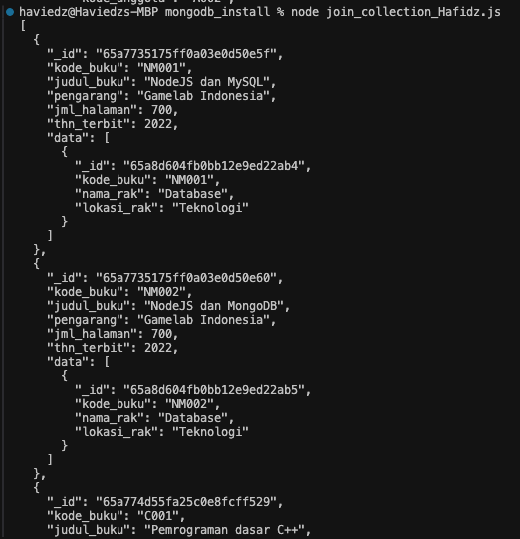 haviedz@Haviedzs-MBP mongodb_install % node join_collection_Hafidz.js
[
  {
    "_id": "65a7735175ff0a03e0d50e5f",
    "kode_buku": "NM001",
    "judul_buku": "NodeJS dan MySQL",
    "pengarang": "Gamelab Indonesia",
    "jml_halaman": 700,
    "thn_terbit": 2022,
    "data": [
      {
        "_id": "65a8d604fb0bb12e9ed22ab4",
        "kode_buku": "NM001",
        "nama_rak": "Database",
        "lokasi_rak": "Teknologi"
      }
    ]
  },
  {
    "_id": "65a7735175ff0a03e0d50e60",
    "kode_buku": "NM002",
    "judul_buku": "NodeJS dan MongoDB",
    "pengarang": "Gamelab Indonesia",
    "jml_halaman": 700,
    "thn_terbit": 2022,
    "data": [
      {
        "_id": "65a8d604fb0bb12e9ed22ab5",
        "kode_buku": "NM002",
        "nama_rak": "Database",
        "lokasi_rak": "Teknologi"
      }
    ]
  },
  {
    "_id": "65a774d55fa25c0e8fcff529",
    "kode_buku": "C001",
    "judul_buku": "Pemrograman dasar C++",